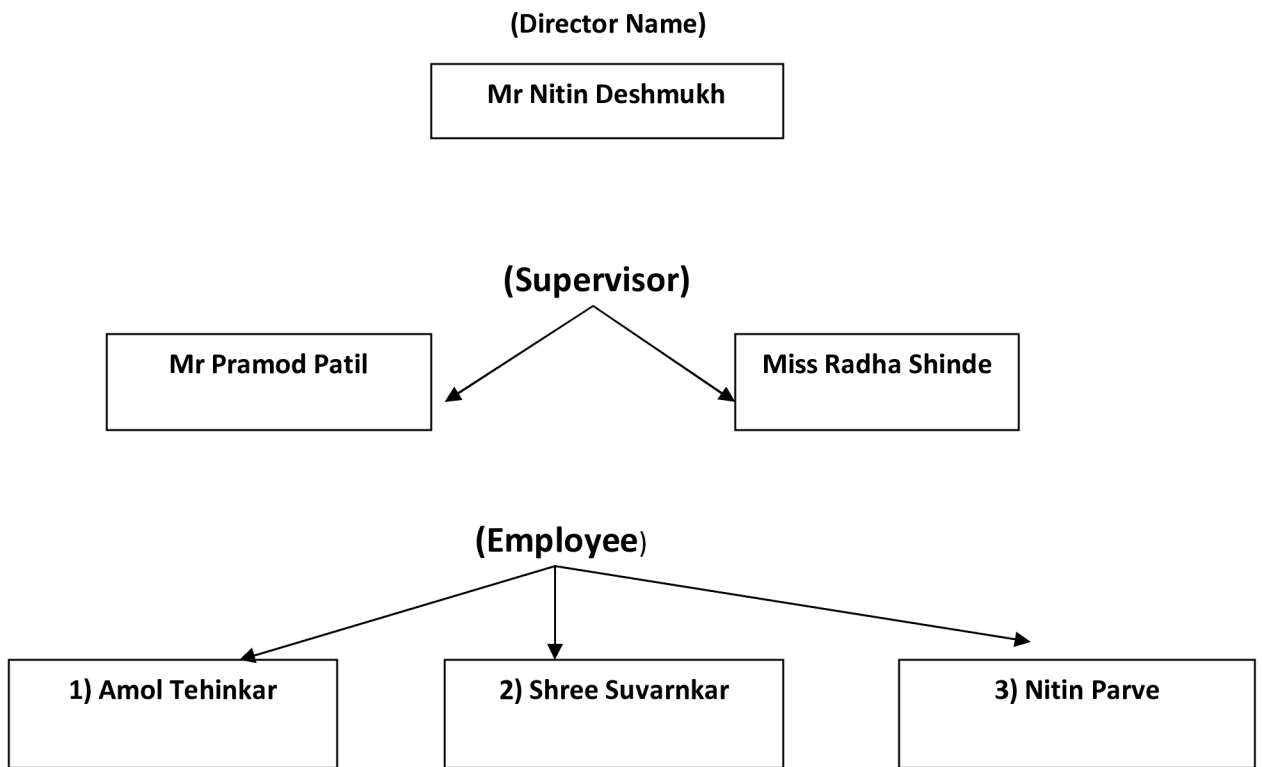 (Director Name)
Mr Nitin Deshmukh
(Supervisor)
Mr Pramod Patil
Miss Radha Shinde
(Employee)
1) Amol Tehinkar
2) Shree Suvarnkar
3) Nitin Parve